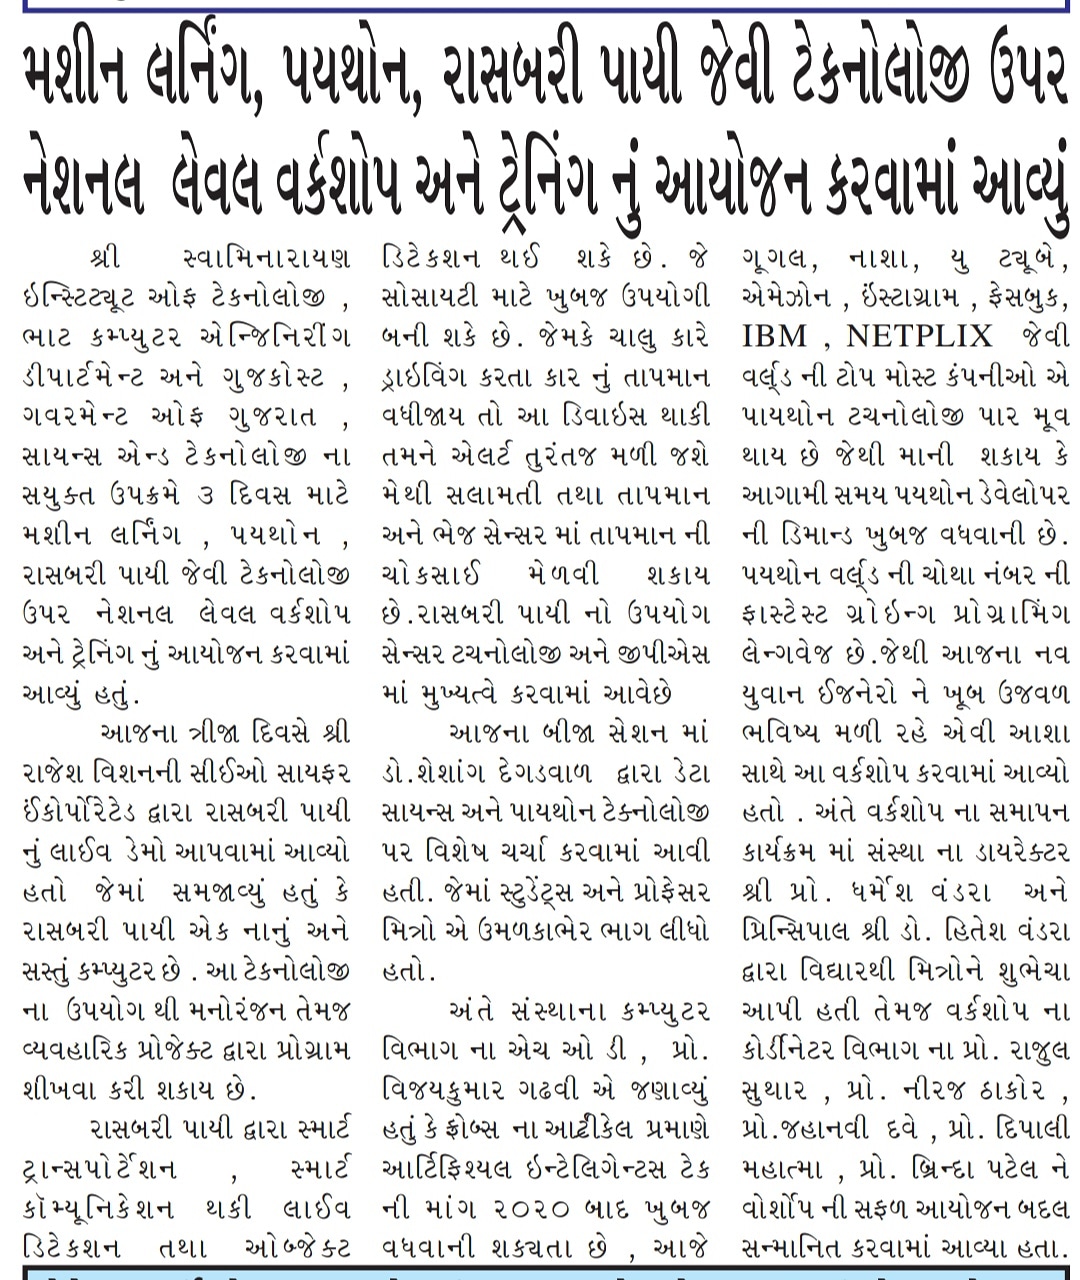 મશીન લર્નિંગ, પયથોન, રાસબરી પાયી જેવી ટેકનોલોજી ઉપર
નેશનલ લેવલ વર્કશોપ અને ટ્રેનિંગ નું આયોજન કરવામાં આવ્યું
શ્રી સ્વામિનારાયણ
ઇન્સ્ટિટ્યૂટ ઓફ ટેકનોલોજી ,
ભાટ કમ્પ્યુટર એન્જિનિરીંગ
ડીપાર્ટમેન્ટ અને ગુજકોસ્ટ ,
ગવરમેન્ટ ઓફ ગુજરાત ,
સાયન્સ એન્ડ ટેકનોલોજી ના
સયુક્ત ઉપક્રમે ૩ દિવસ માટે
મશીન લર્નિંગ , પયથોન ,
રાસબરી પાયી જેવી ટેકનોલોજી
ઉપર નેશનલ લેવલ વર્કશોપ
અને ટ્રેનિંગ નું આયોજન કરવામાં
આવ્યું હતું.
આજના ત્રીજા દિવસે શ્રી
રાજેશ વિશનની સીઈઓ સાયફર
ઈંકોર્પોરેટેડ દ્વારા રાસબરી પાયી
નું લાઈવ ડેમો આપવામાં આવ્યો
હતો જેમાં સમજાવ્યું હતું કે
રાસબરી પાયી એક નાનું અને
સસ્તું કમ્પ્યુટર છે . આ ટેકનોલોજી
ના ઉપયોગ થી મનોરંજન તેમજ
વ્યવહારિક પ્રોજેક્ટ દ્વારા પ્રોગ્રામ
શીખવા કરી શકાય છે.
રાસબરી પાયી દ્વારા સ્માર્ટ
ટ્રાન્સપોર્ટેશન , સ્માર્ટ
કૉમ્યૂનિકેશન થકી લાઈવ
ડિટેકશન તથા ઓબ્જેક્ટ
ડિટેકશન થઈ શકે છે. જે
સોસાયટી માટે ખુબજ ઉપયોગી
બની શકે છે. જેમકે ચાલુ કારે
ડ્રાઇવિંગ કરતા કાર નું તાપમાન
વધીજાય તો આ ડિવાઇસ થાકી
તમને એલર્ટ તુરંતજ મળી જશે
મેથી સલામતી તથા તાપમાન
અને ભેજ સેન્સર માં તાપમાન ની
ચોકસાઈ મેળવી શકાય
છે.રાસબરી પાયી નો ઉપયોગ
સેન્સર ટચનોલોજી અને જીપીએસ
માં મુખ્યત્વે કરવામાં આવેછે
આજના બીજા સેશન માં
ડો.શેશાંગ દેગડવાળ દ્વારા ડેટા
સાયન્સ અને પાયથોન ટેક્નોલોજી
પર વિશેષ ચર્ચા કરવામાં આવી
હતી. જેમાં સ્ટુડેંટ્સ અને પ્રોફેસર
મિત્રો એ ઉમળકાભેર ભાગ લીધો
હતો.
અંતે સંસ્થાના કમ્પ્યુટર
વિભાગ ના એચ ઓ ડી , પ્રો.
વિજયકુમાર ગઢવી એ જણાવ્યું
હતું કે ફ્રોબ્સ ના પ્રમાણે
આર્ટિફિશ્યલ ઇન્ટેલિગેન્ટસ ટેક
ની માંગ ૨૦૨૦ બાદ ખુબજ
વધવાની શક્યતા છે , આજે
ગૂગલ, નાશા, યુ ટ્યૂબે,
એમેઝોન , ઇંસ્ટાગ્રામ , ફેસબુક,
IBM , NETPLIX જેવી
વર્લ્ડ ની ટોપ મોસ્ટ કંપનીઓ એ
પાયથોન ટચનોલોજી પાર મૂવ
થાય છે જેથી માની શકાય કે
આગામી સમય પયથોન ડેવેલોપર
ની ડિમાન્ડ ખુબજ વધવાની છે.
પયથોન વર્લ્ડ ની ચોથા નંબર ની
ફાસ્ટેસ્ટ ગ્રોઇન્ગ પ્રોગ્રામિંગ
લેન્ગવેજ છે.જેથી આજના નવ
યુવાન ઈજનેરો ને ખૂબ ઉજવળ
ભવિષ્ય મળી રહે એવી આશા
સાથે આ વર્કશોપ કરવામાં આવ્યો
હતો . અંતે વર્કશોપ ના સમાપન
કાર્યક્રમ માં સંસ્થા ના ડાયરેક્ટર
શ્રી પ્રો. ધર્મેશ વંડરા અને
પ્રિન્સિપાલ શ્રી ડો. હિતેશ વંડરા
દ્વારા વિદ્યારથી મિત્રોને શુભેચા
આપી હતી તેમજ વર્કશોપ ના
કોર્ડીનેટર વિભાગ ના પ્રો. રાજુલ
સુથાર , પ્રો. નીરજ ઠાકોર ,
પ્રો.જહાનવી દવે , પ્રો. દિપાલી
મહાત્મા , પ્રો. બ્રિન્દા પટેલ ને
વોર્શોપ ની સફળ આયોજન બદલ
સન્માનિત કરવામાં આવ્યા હતા.